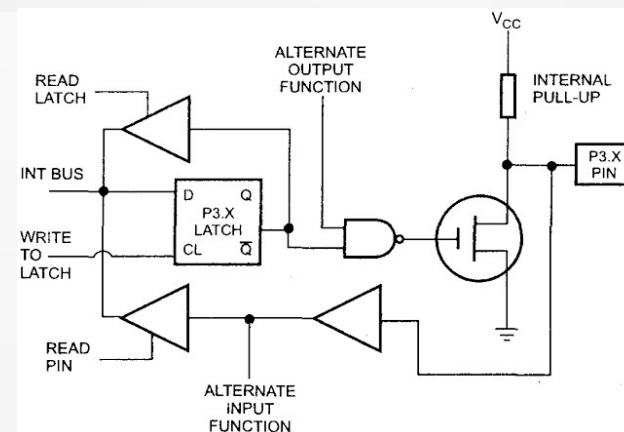 V_CC
ALTERNATE
OUTPUT
FUNCTION
READ
LATCH
INTERNAL
PULL-UP
P3.X
PIN
INT BUS
D Q
P3.X
LATCH
CL Q̅
WRITE
TO
LATCH
READ
PIN
ALTERNATE
INPUT
FUNCTION